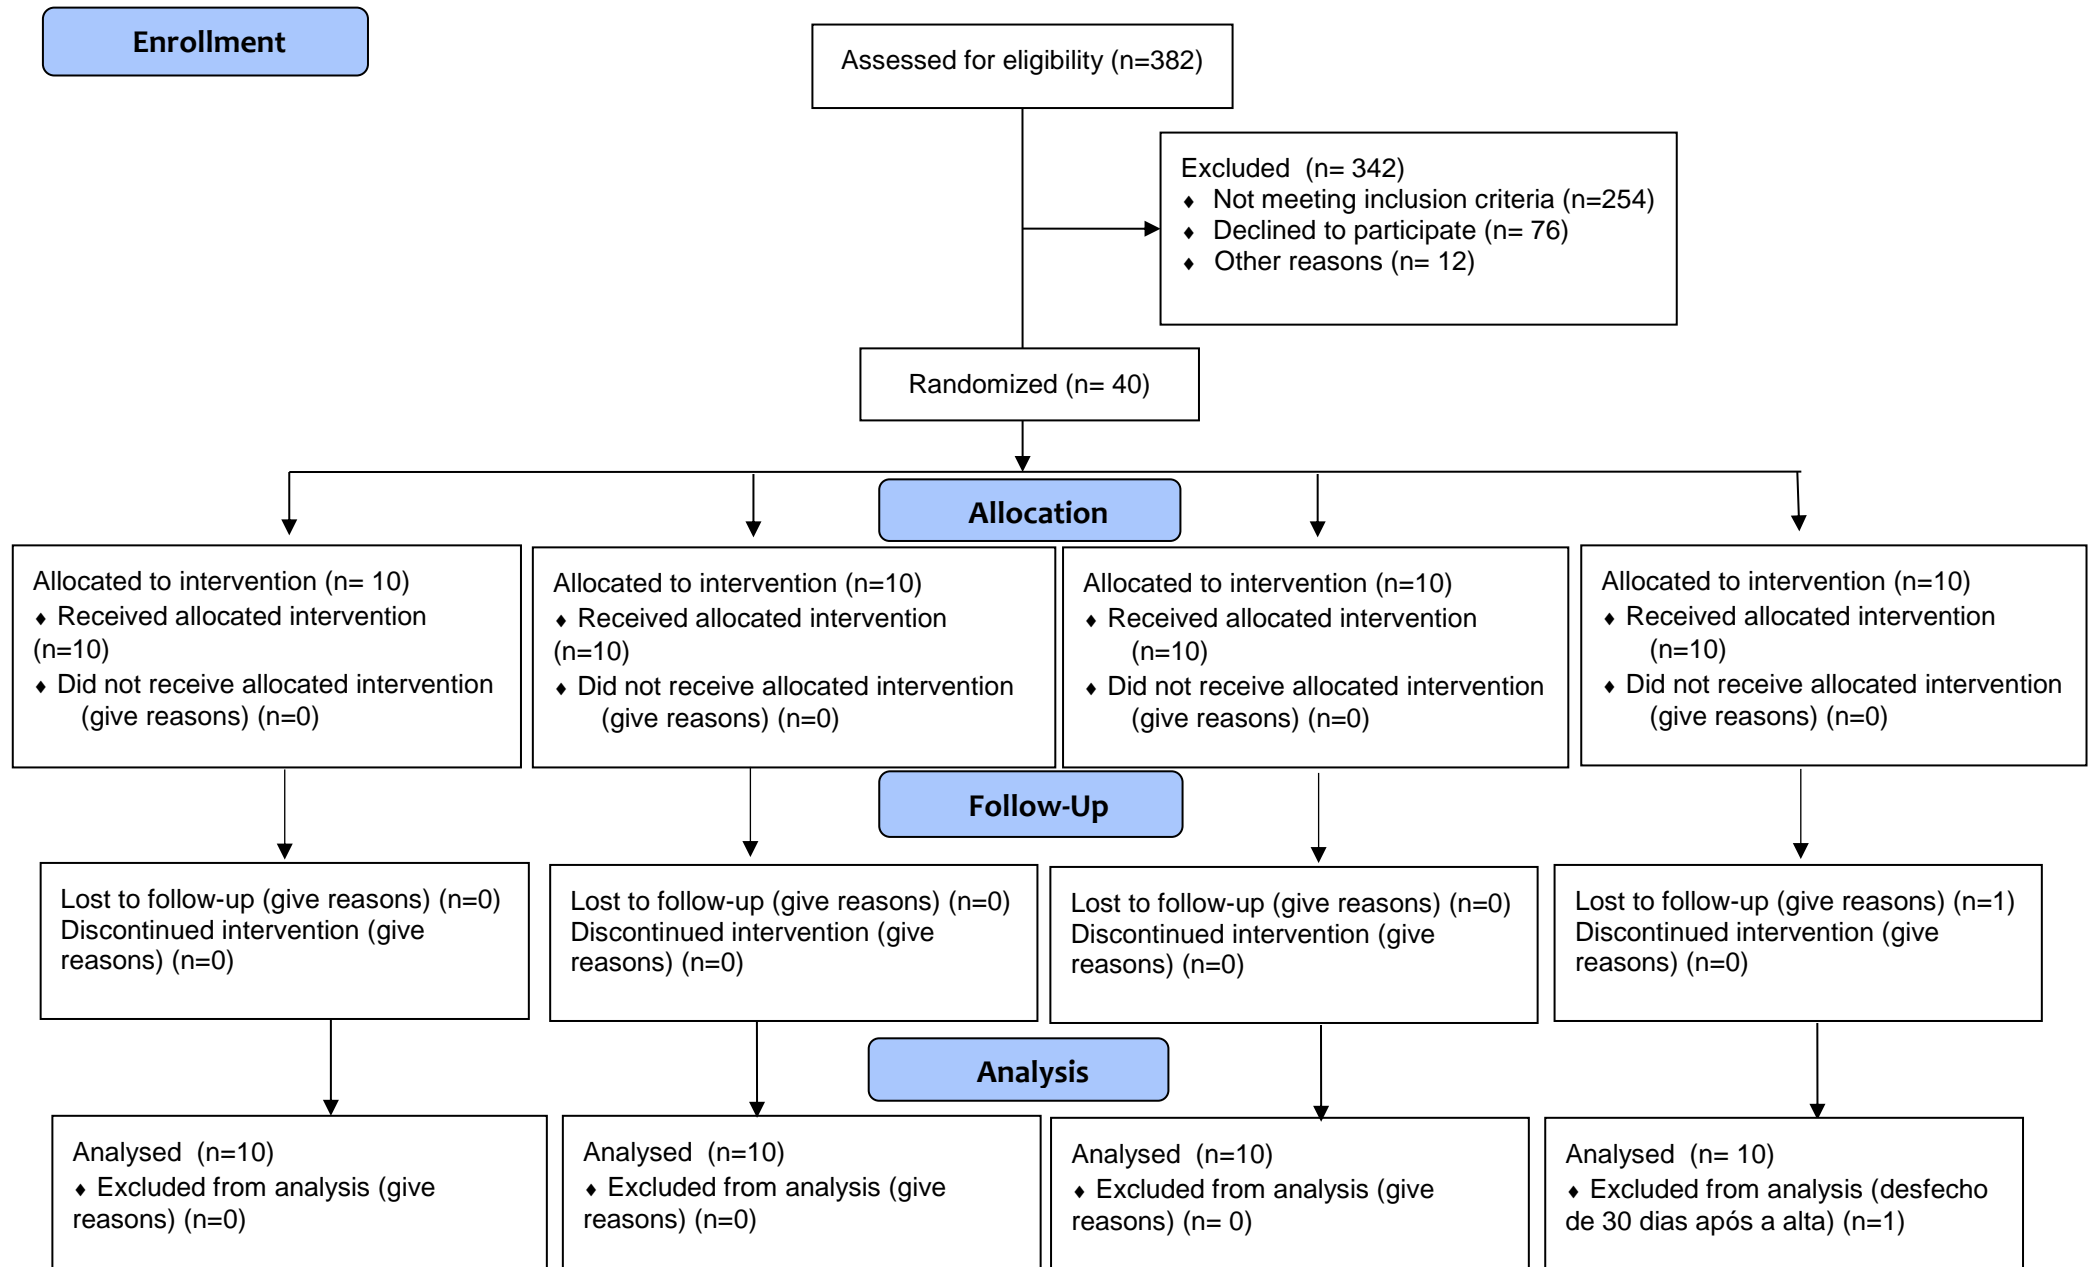 Enrollment
Assessed for eligibility (n=382)
Excluded  (n= 342)
♦ Not meeting inclusion criteria (n=254)
♦ Declined to participate (n= 76)
♦ Other reasons (n= 12)
Randomized (n= 40)
Allocation
Allocated to intervention (n= 10)
♦ Received allocated intervention
(n=10)
♦ Did not receive allocated intervention
(give reasons) (n=0)
Allocated to intervention (n=10)
♦ Received allocated intervention
(n=10)
♦ Did not receive allocated intervention
(give reasons) (n=0)
Allocated to intervention (n=10)
♦ Received allocated intervention
(n=10)
♦ Did not receive allocated intervention
(give reasons) (n=0)
Allocated to intervention (n=10)
♦ Received allocated intervention
(n=10)
♦ Did not receive allocated intervention
(give reasons) (n=0)
Follow-Up
Lost to follow-up (give reasons) (n=0)
Discontinued intervention (give
reasons) (n=0)
Lost to follow-up (give reasons) (n=0)
Discontinued intervention (give
reasons) (n=0)
Lost to follow-up (give reasons) (n=0)
Discontinued intervention (give
reasons) (n=0)
Lost to follow-up (give reasons) (n=1)
Discontinued intervention (give
reasons) (n=0)
Analysis
Analysed  (n=10)
♦ Excluded from analysis (give
reasons) (n=0)
Analysed  (n=10)
♦ Excluded from analysis (give
reasons) (n=0)
Analysed  (n=10)
♦ Excluded from analysis (give
reasons) (n= 0)
Analysed  (n= 10)
♦ Excluded from analysis (desfecho
de 30 dias após a alta) (n=1)